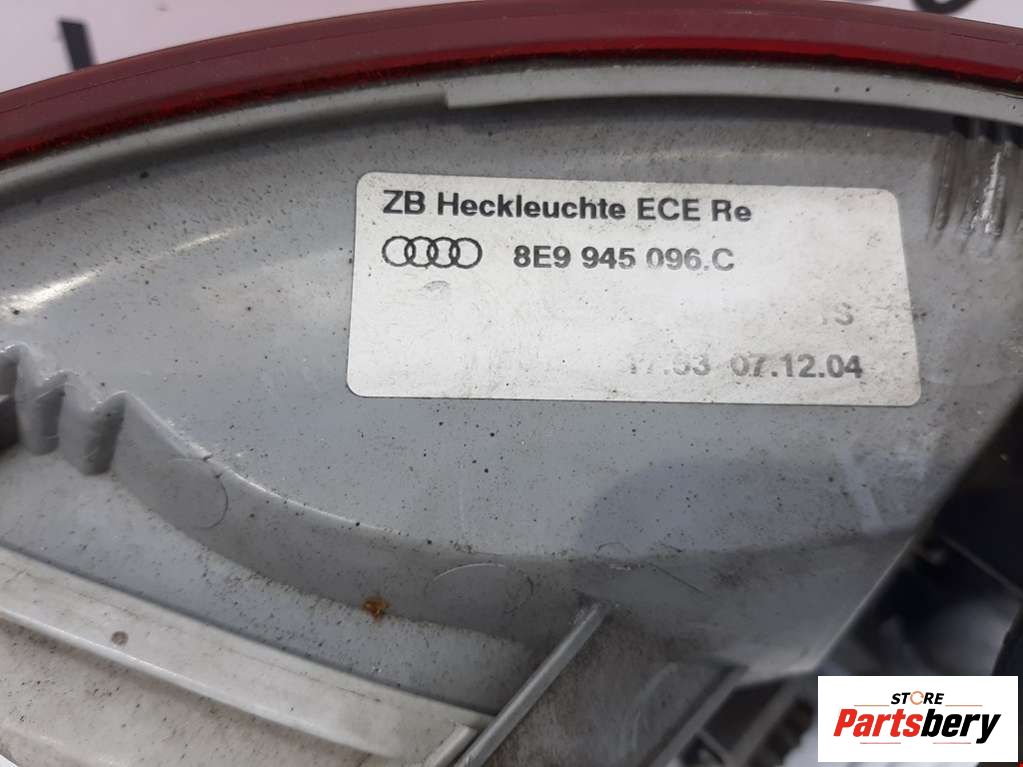 ZB Heckleuchte ECE Re
8E9 945 096.C
07.12.04
STORE
Partsbery